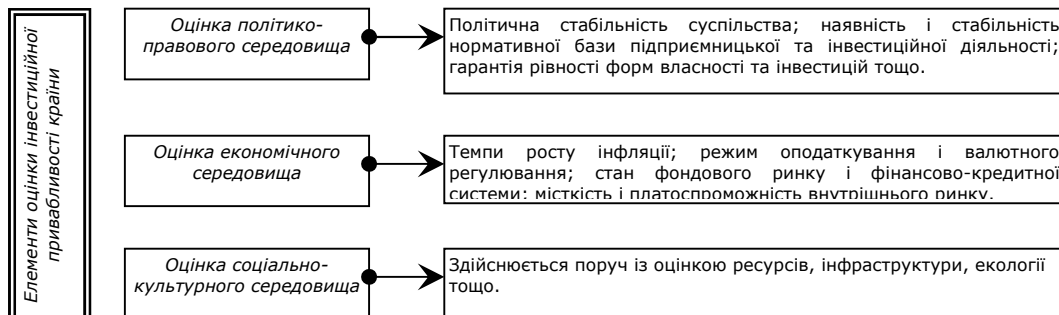 Елементи оцінки інвестиційної
привабливості країни
Оцінка політико-
правового середовища
Політична стабільність суспільства; наявність і стабільність
нормативної бази підприємницької та інвестиційної діяльності;
гарантія рівності форм власності та інвестицій тощо.
Оцінка економічного
середовища
Темпи росту інфляції; режим оподаткування і валютного
регулювання; стан фондового ринку і фінансово-кредитної
системи; місткість і платоспроможність внутрішнього ринку.
Оцінка соціально-
культурного середовища
Здійснюється поруч із оцінкою ресурсів, інфраструктури, екології
тощо.